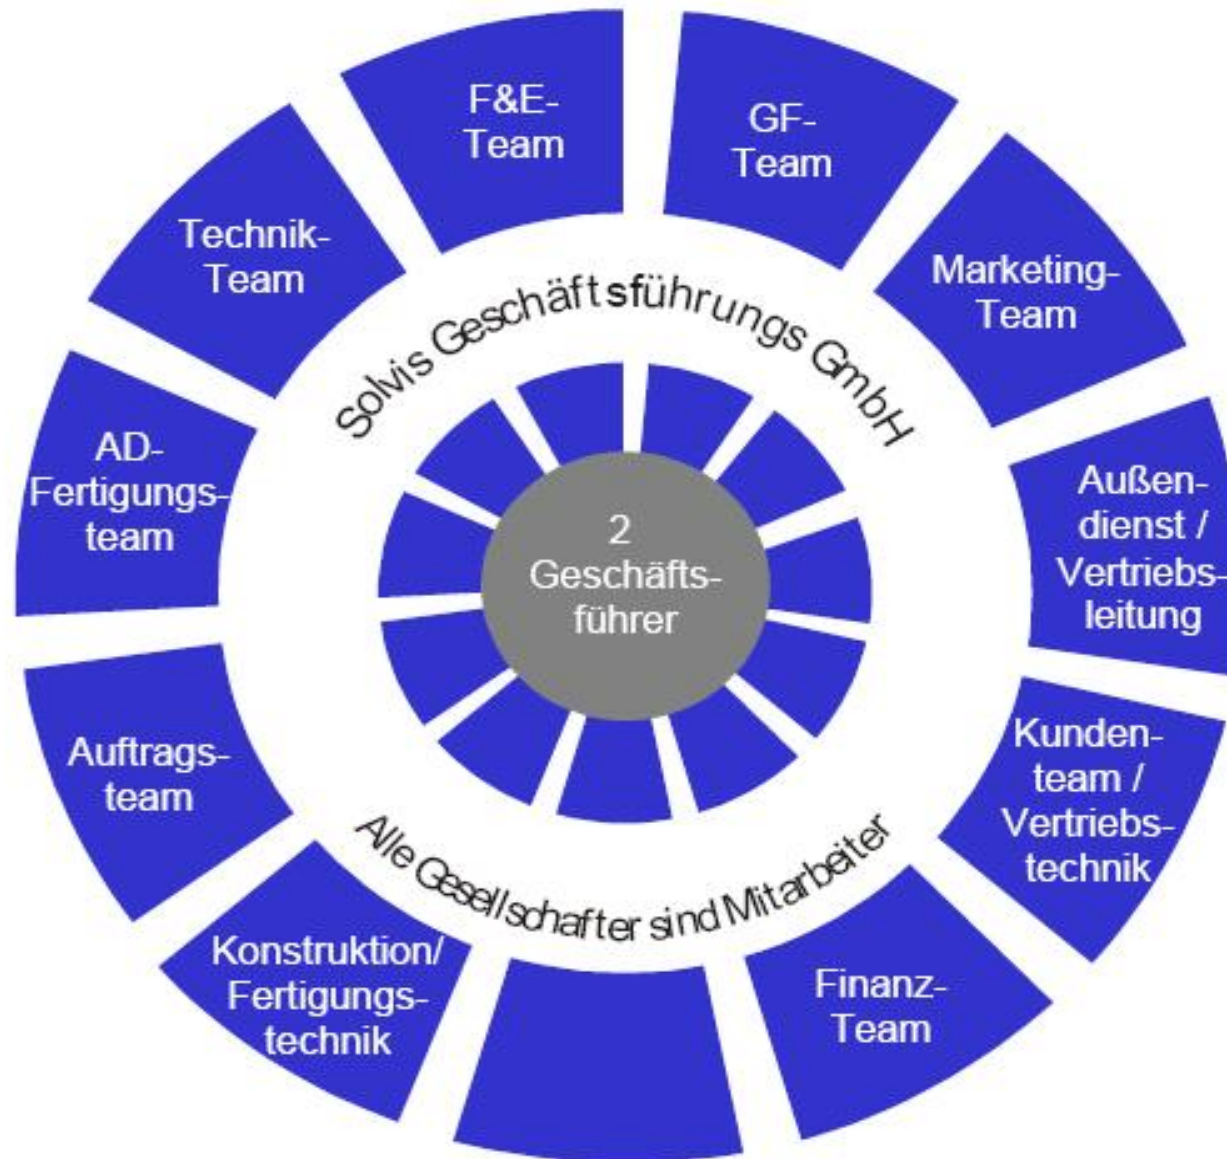 F&E-
Team
GF-
Team
Marketing-
Team
Außen-
dienst /
Vertriebs-
leitung
Kunden-
team /
Vertriebs-
technik
Finanz-
Team
Konstruktion/
Fertigungs-
technik
Auftrags-
team
AD-
Fertigungs-
team
Technik-
Team
Solvis Geschäftsführungs GmbH
2
Geschäfts-
führer
Alle Gesellschafter sind Mitarbeiter